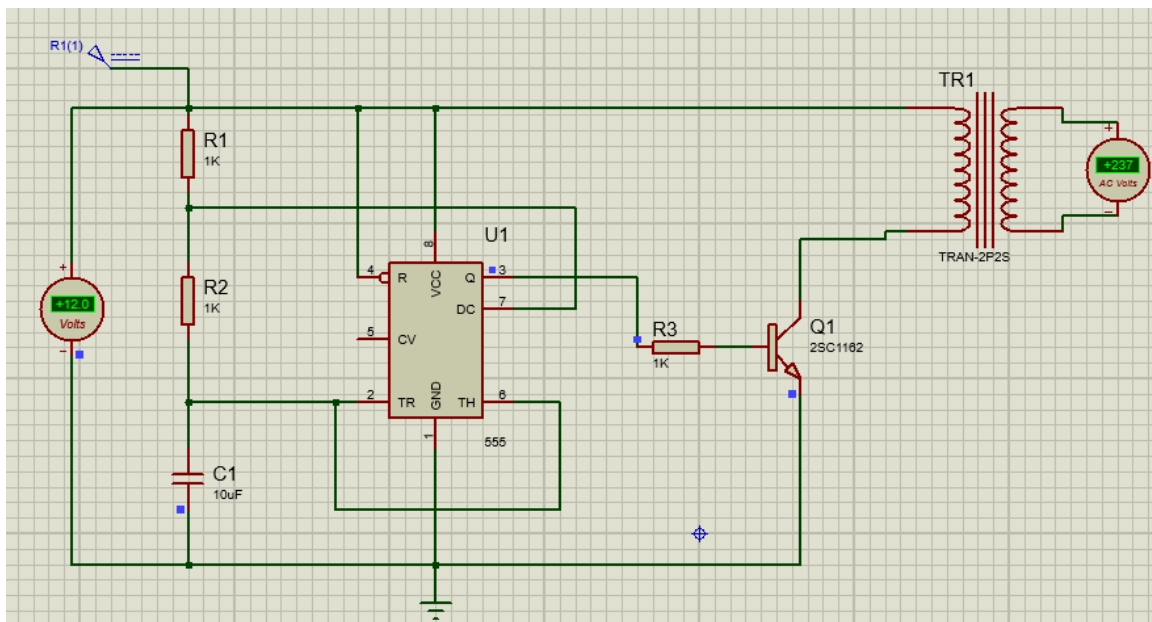 R1(1)
TR1
R1
1K
+237
AC Volts
U1
8
4
R
VCC
Q
3
TRAN-2P2S
R2
1K
+12.0
Volts
DC
7
5
CV
R3
1K
Q1
2SC1162
2
TR
GND
TH
6
1
555
C1
10uF